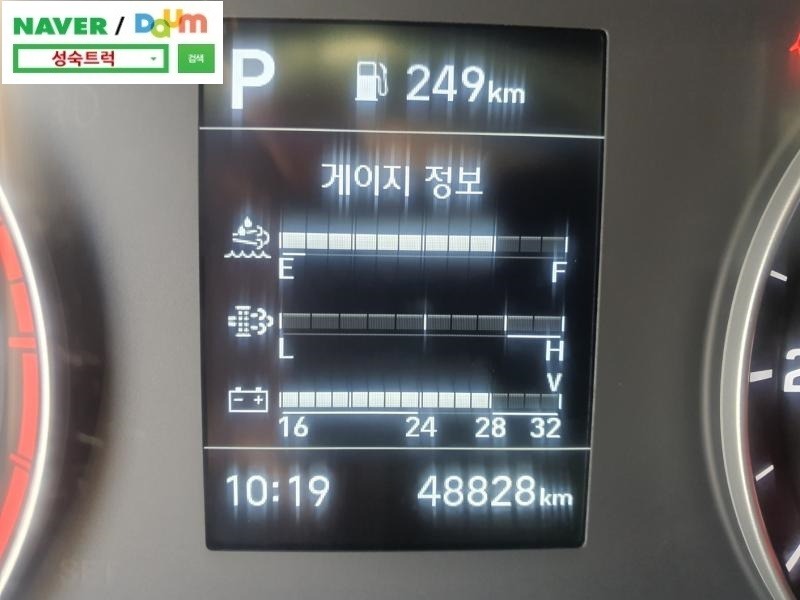 NAVER / Daum
성숙트럭 검색
P 249km
게이지 정보
E F
L H
V
16 24 28 32
10:19 48828km
2